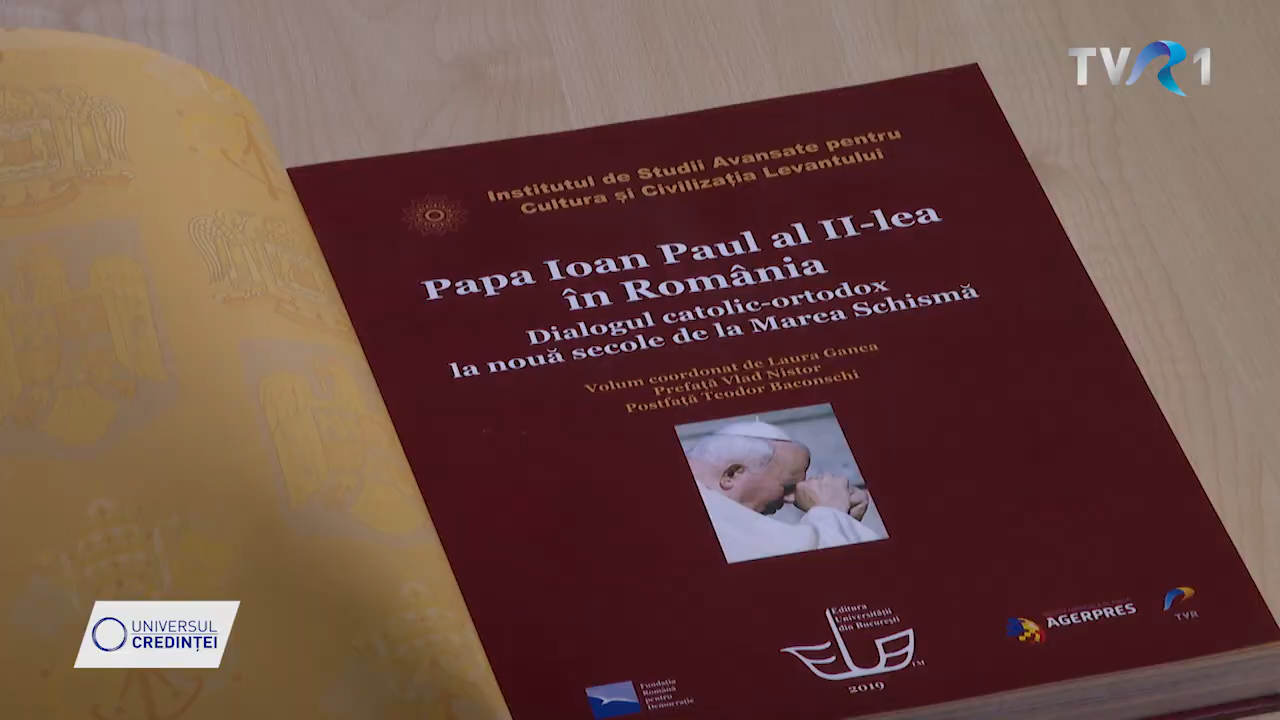 TVR1
Institutul de Studii Avansate pentru
Cultura și Civilizația Levantului
Papa Ioan Paul al II-lea
în România
Dialogul catolic-ortodox
la nouă secole de la Marea Schismă
Volum coordonat de Laura Ganea
Prefață Vlad Nistor
Postfață Teodor Baconschi
Editura
Universității
din București
TM
2019
AGERPRES
TVR
Fundația
Română
pentru
Democrație
UNIVERSUL
CREDINȚEI